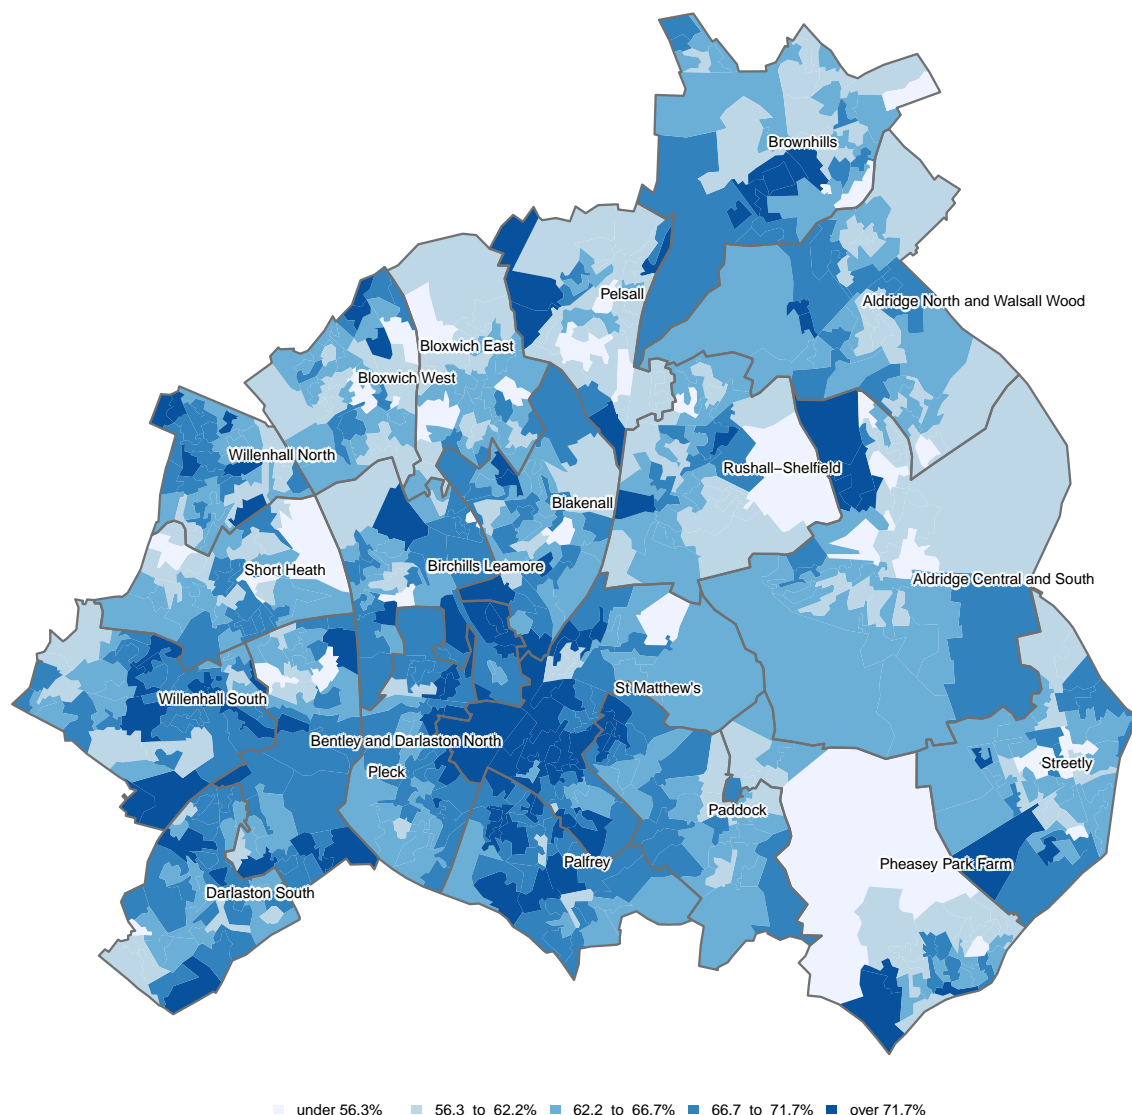 Brownhills
Pelsall
Aldridge North and Walsall Wood
Bloxwich East
Bloxwich West
Willenhall North
Rushall−Shelfield
Blakenall
Short Heath
Birchills Leamore
Aldridge Central and South
St Matthew's
Willenhall South
Bentley and Darlaston North
Streetly
Pleck
Paddock
Palfrey
Pheasey Park Farm
Darlaston South
under 56.3%
56.3 to 62.2%
62.2 to 66.7%
66.7 to 71.7%
over 71.7%